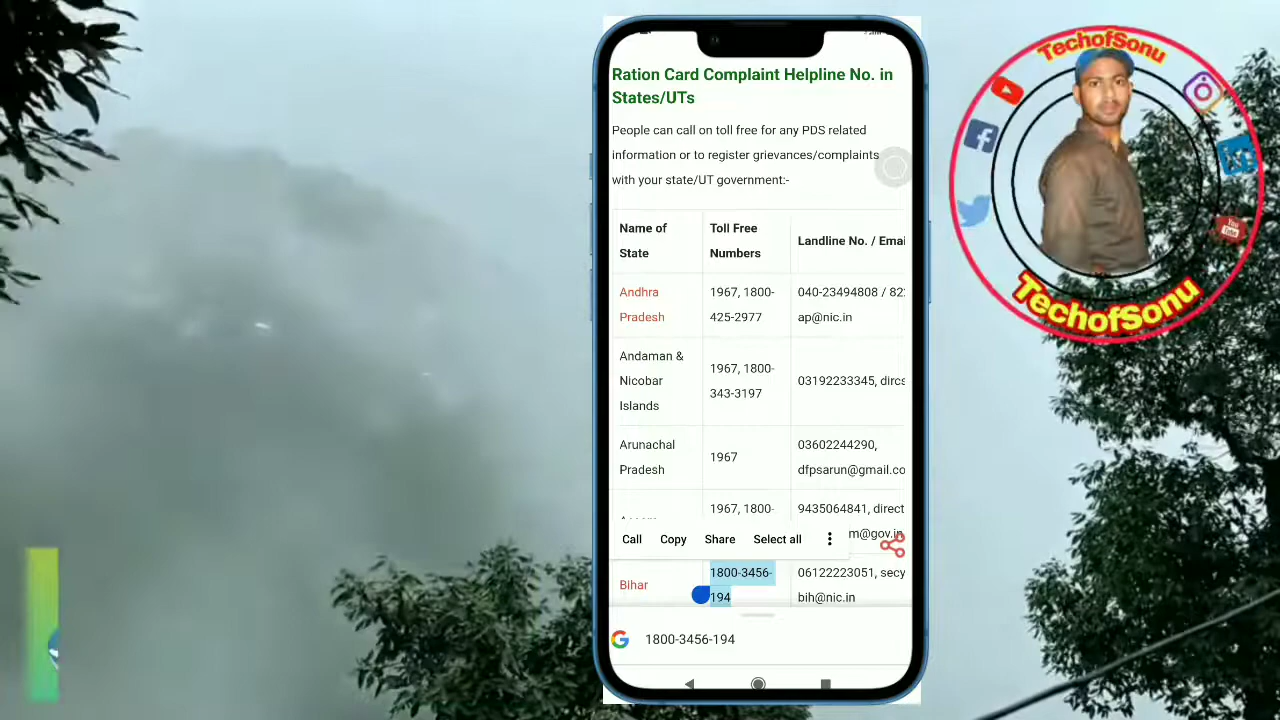 Ration Card Complaint Helpline No. in
States/UTs
People can call on toll free for any PDS related
information or to register grievances/complaints
with your state/UT government:-
Name of
State
Toll Free
Numbers
Landline No. / Emai
Andhra
Pradesh
1967, 1800-
425-2977
040-23494808 / 82
ap@nic.in
Andaman &
Nicobar
Islands
1967, 1800-
343-3197
03192233345, dircs
Arunachal
Pradesh
1967
03602244290,
dfpsarun@gmail.co
1967, 1800-
9435064841, direct
m@gov.in
Call Copy Share Select all
Bihar
1800-3456-
194
06122223051, secy
bih@nic.in
G 1800-3456-194
TechofSonu
You
Tube
TechofSonu